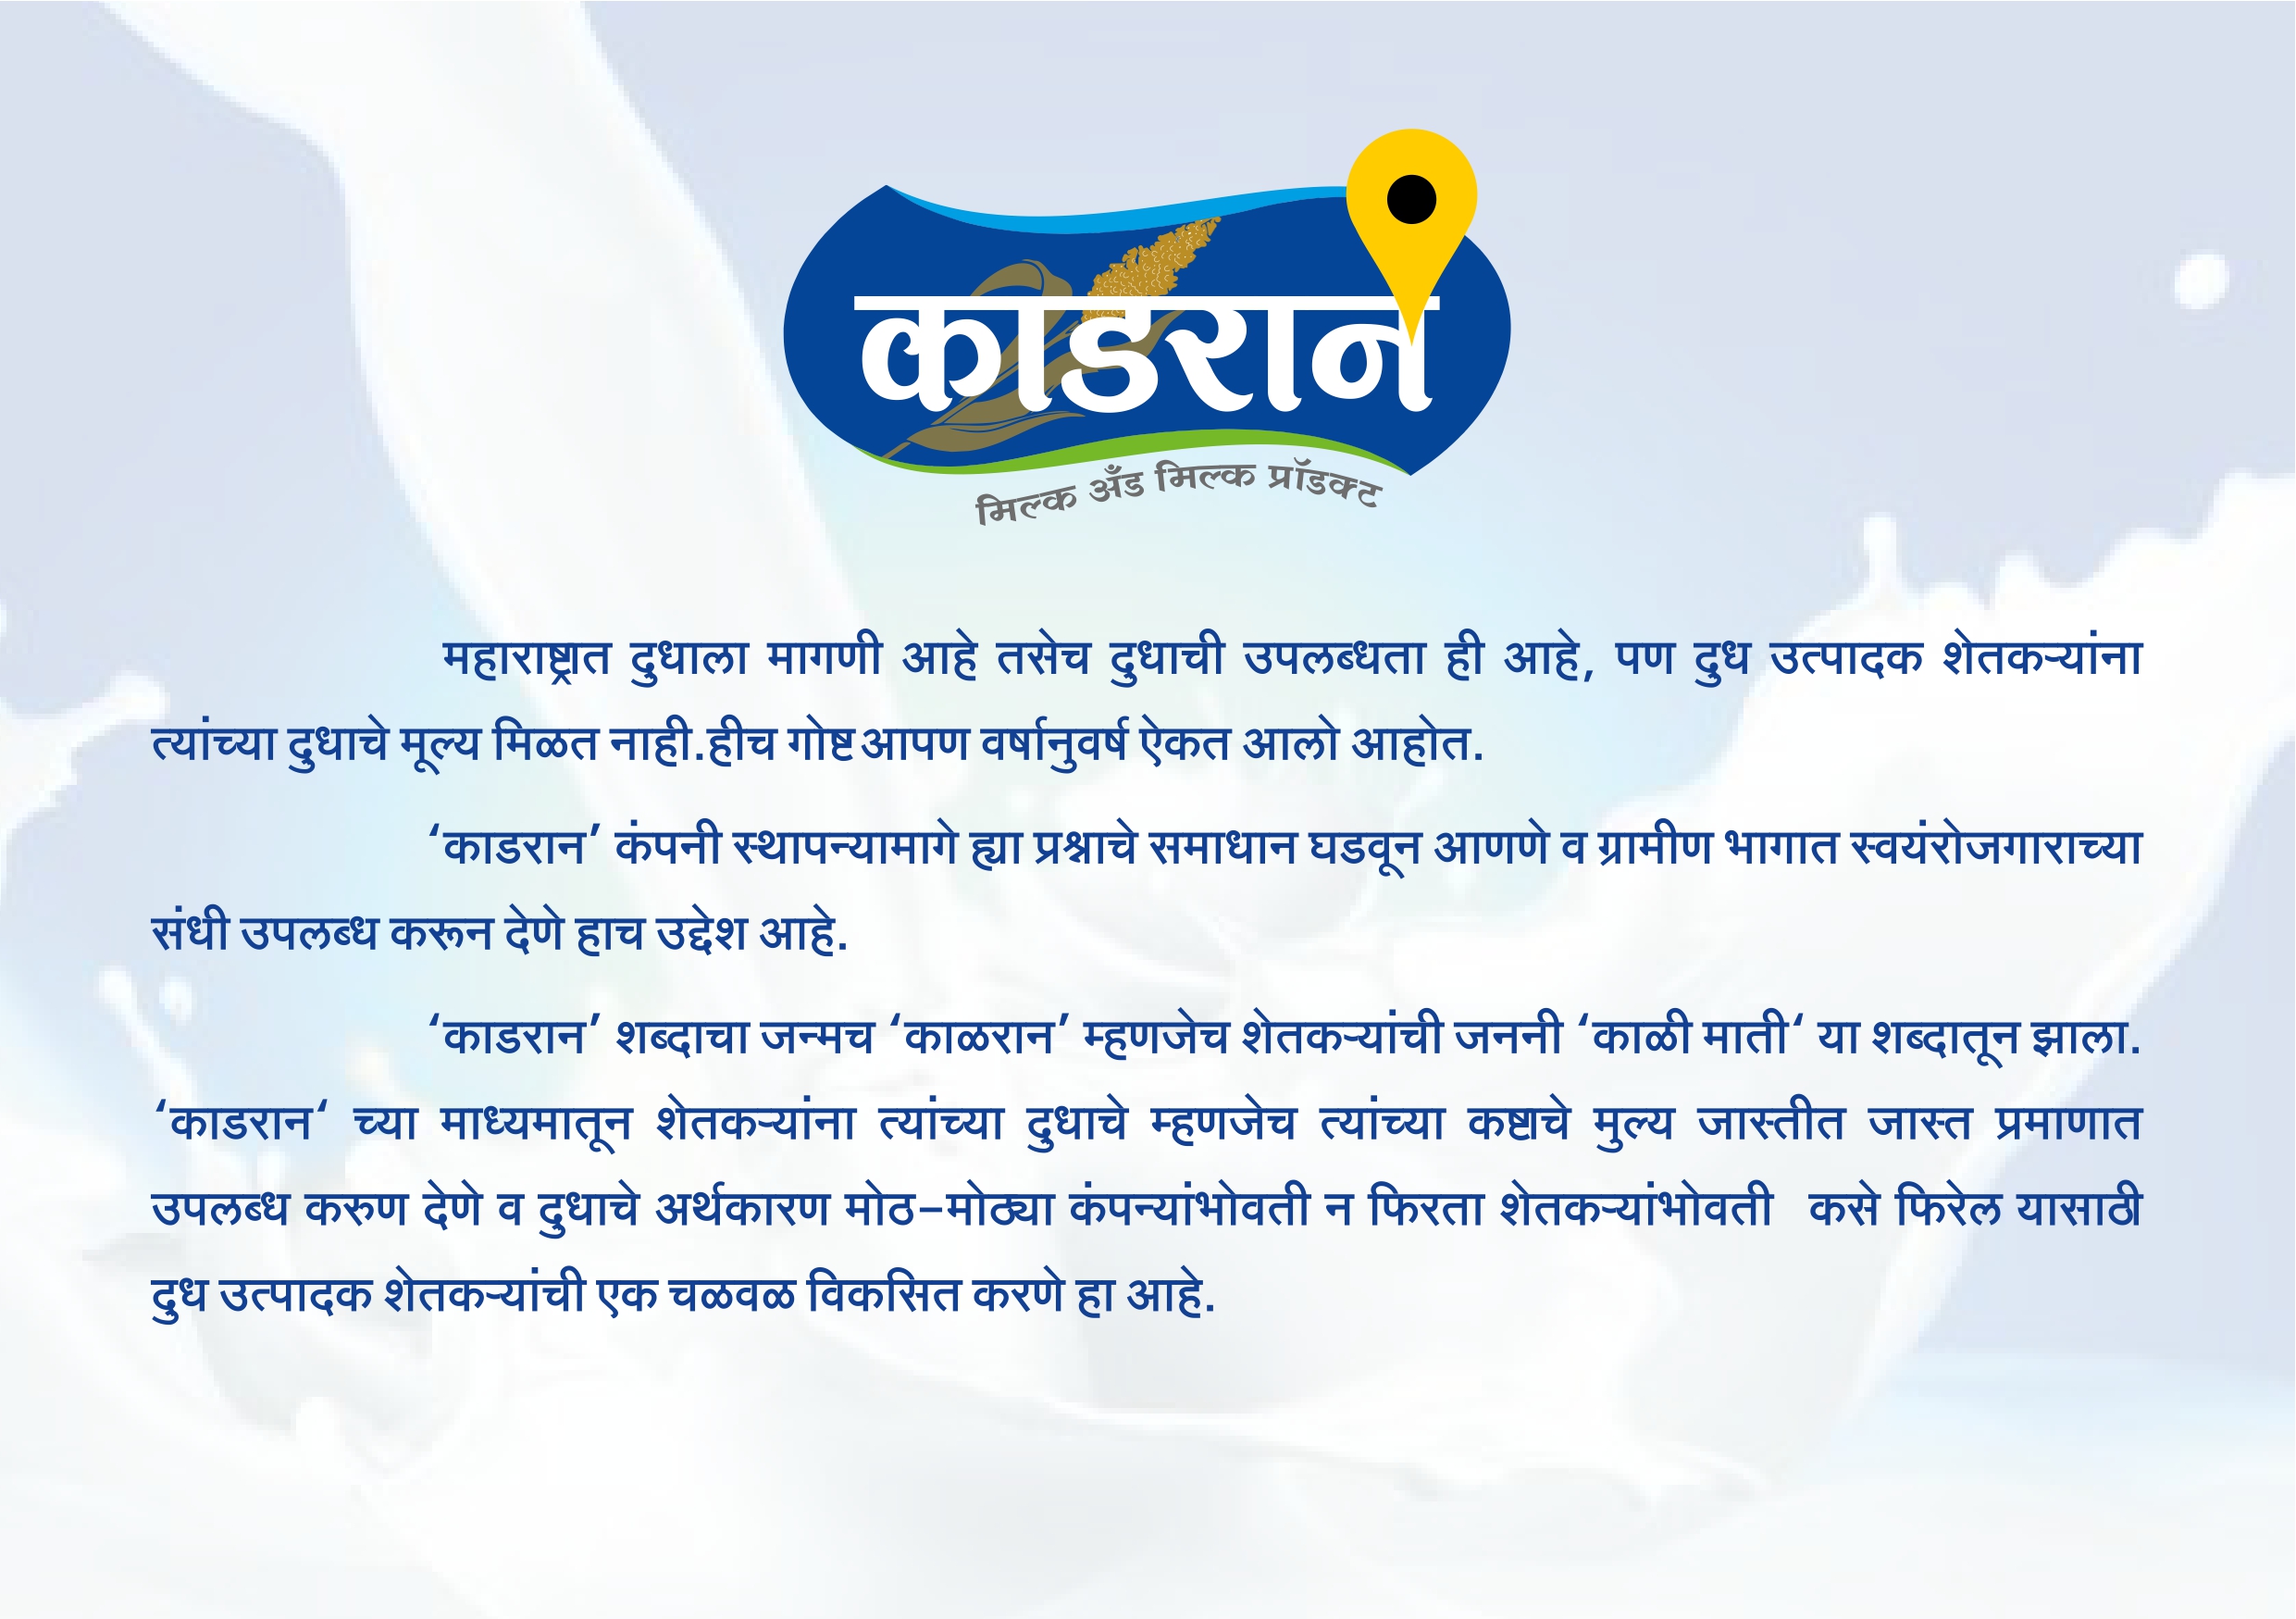 काडरान
मिल्क अँड मिल्क प्रॉडक्ट
महाराष्ट्रात दुधाला मागणी आहे तसेच दुधाची उपलब्धता ही आहे, पण दुध उत्पादक शेतकऱ्यांना
त्यांच्या दुधाचे मूल्य मिळत नाही.हीच गोष्ट आपण वर्षानुवर्ष ऐकत आलो आहोत.
‘काडरान’ कंपनी स्थापन्यामागे ह्या प्रश्नाचे समाधान घडवून आणणे व ग्रामीण भागात स्वयंरोजगाराच्या
संधी उपलब्ध करून देणे हाच उद्देश आहे.
‘काडरान’ शब्दाचा जन्मच ‘काळरान’ म्हणजेच शेतकऱ्यांची जननी ‘काळी माती‘ या शब्दातून झाला.
‘काडरान‘ च्या माध्यमातून शेतकऱ्यांना त्यांच्या दुधाचे म्हणजेच त्यांच्या कष्टाचे मुल्य जास्तीत जास्त प्रमाणात
उपलब्ध करुण देणे व दुधाचे अर्थकारण मोठ-मोठ्या कंपन्यांभोवती न फिरता शेतकऱ्यांभोवती कसे फिरेल यासाठी
दुध उत्पादक शेतकऱ्यांची एक चळवळ विकसित करणे हा आहे.